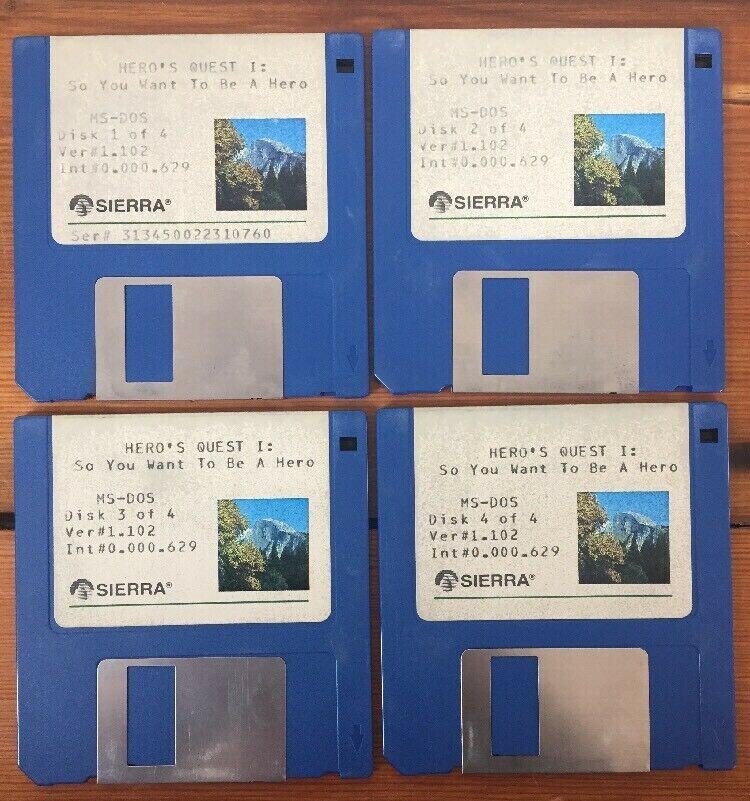 HERO'S QUEST I:
So You Want To Be A Hero
MS-DOS
Disk 1 of 4
Ver#1.102
Int#0.000.629
SIERRA®
Ser# 313450022310760
HERO'S QUEST I:
So You Want To Be A Hero
MS-DOS
Disk 2 of 4
Ver#1.102
Int#0.000.629
SIERRA®
HERO'S QUEST I:
So You Want To Be A Hero
MS-DOS
Disk 3 of 4
Ver#1.102
Int#0.000.629
SIERRA®
HERO'S QUEST I:
So You Want To Be A Hero
MS-DOS
Disk 4 of 4
Ver#1.102
Int#0.000.629
SIERRA®